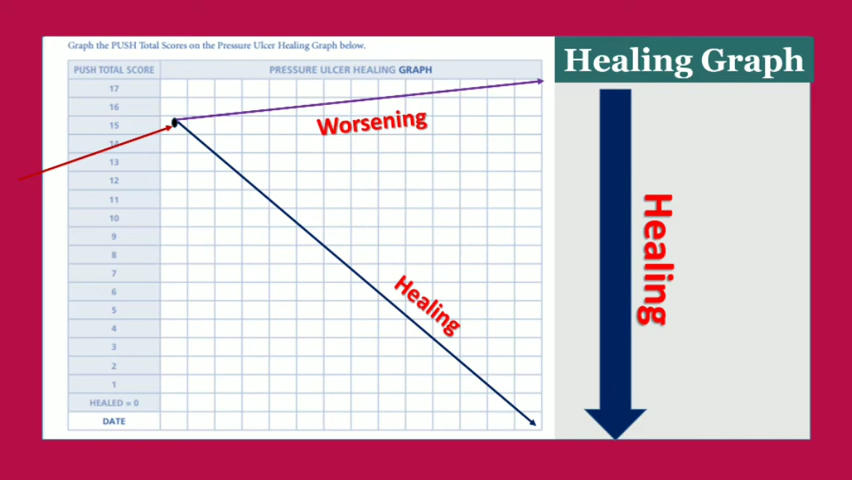 Graph the PUSH Total Scores on the Pressure Ulcer Healing Graph below.
Healing Graph
PUSH TOTAL SCORE
PRESSURE ULCER HEALING GRAPH
17
16
15
14
13
12
11
10
9
8
7
6
5
4
3
2
1
HEALED = 0
DATE
Worsening
Healing
Healing